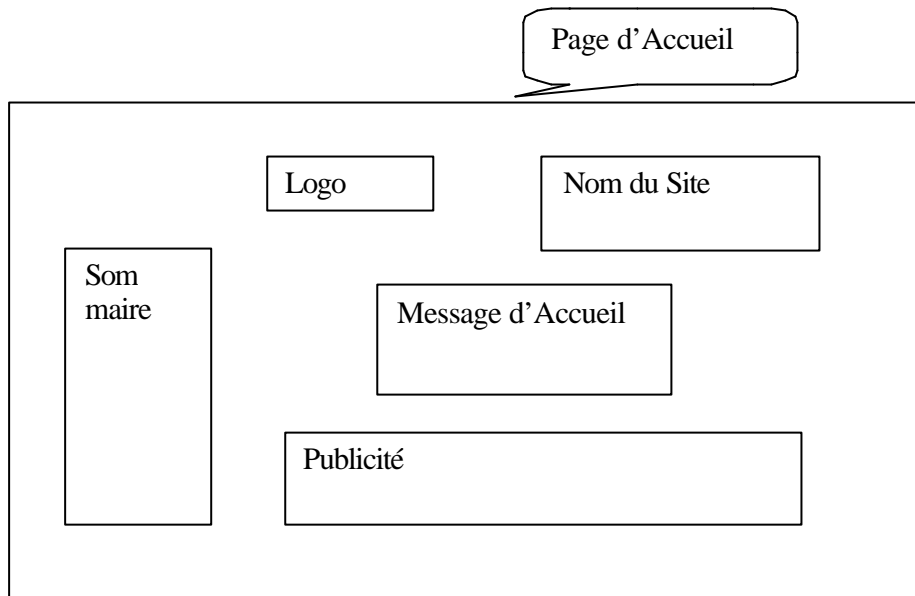 Page d’Accueil
Logo
Nom du Site
Som
maire
Message d’Accueil
Publicité